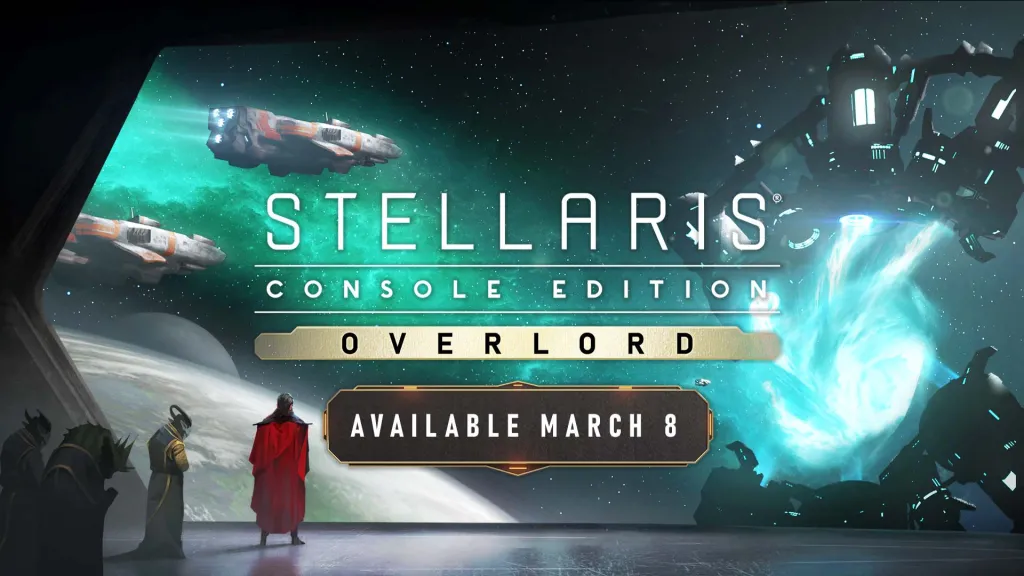 STELLARIS®
CONSOLE EDITION
OVERLORD
AVAILABLE MARCH 8